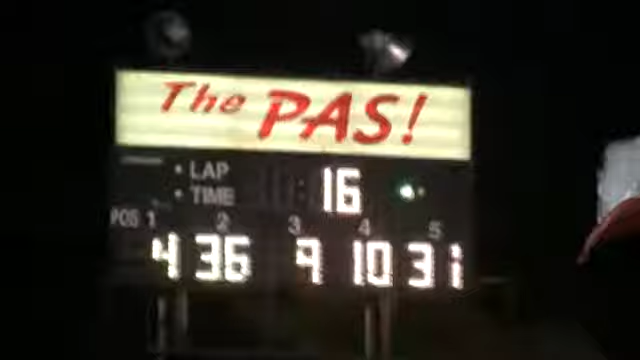 The PAS!
• LAP
• TIME 16
POS 1 2 3 4 5
4 36 9 10 31